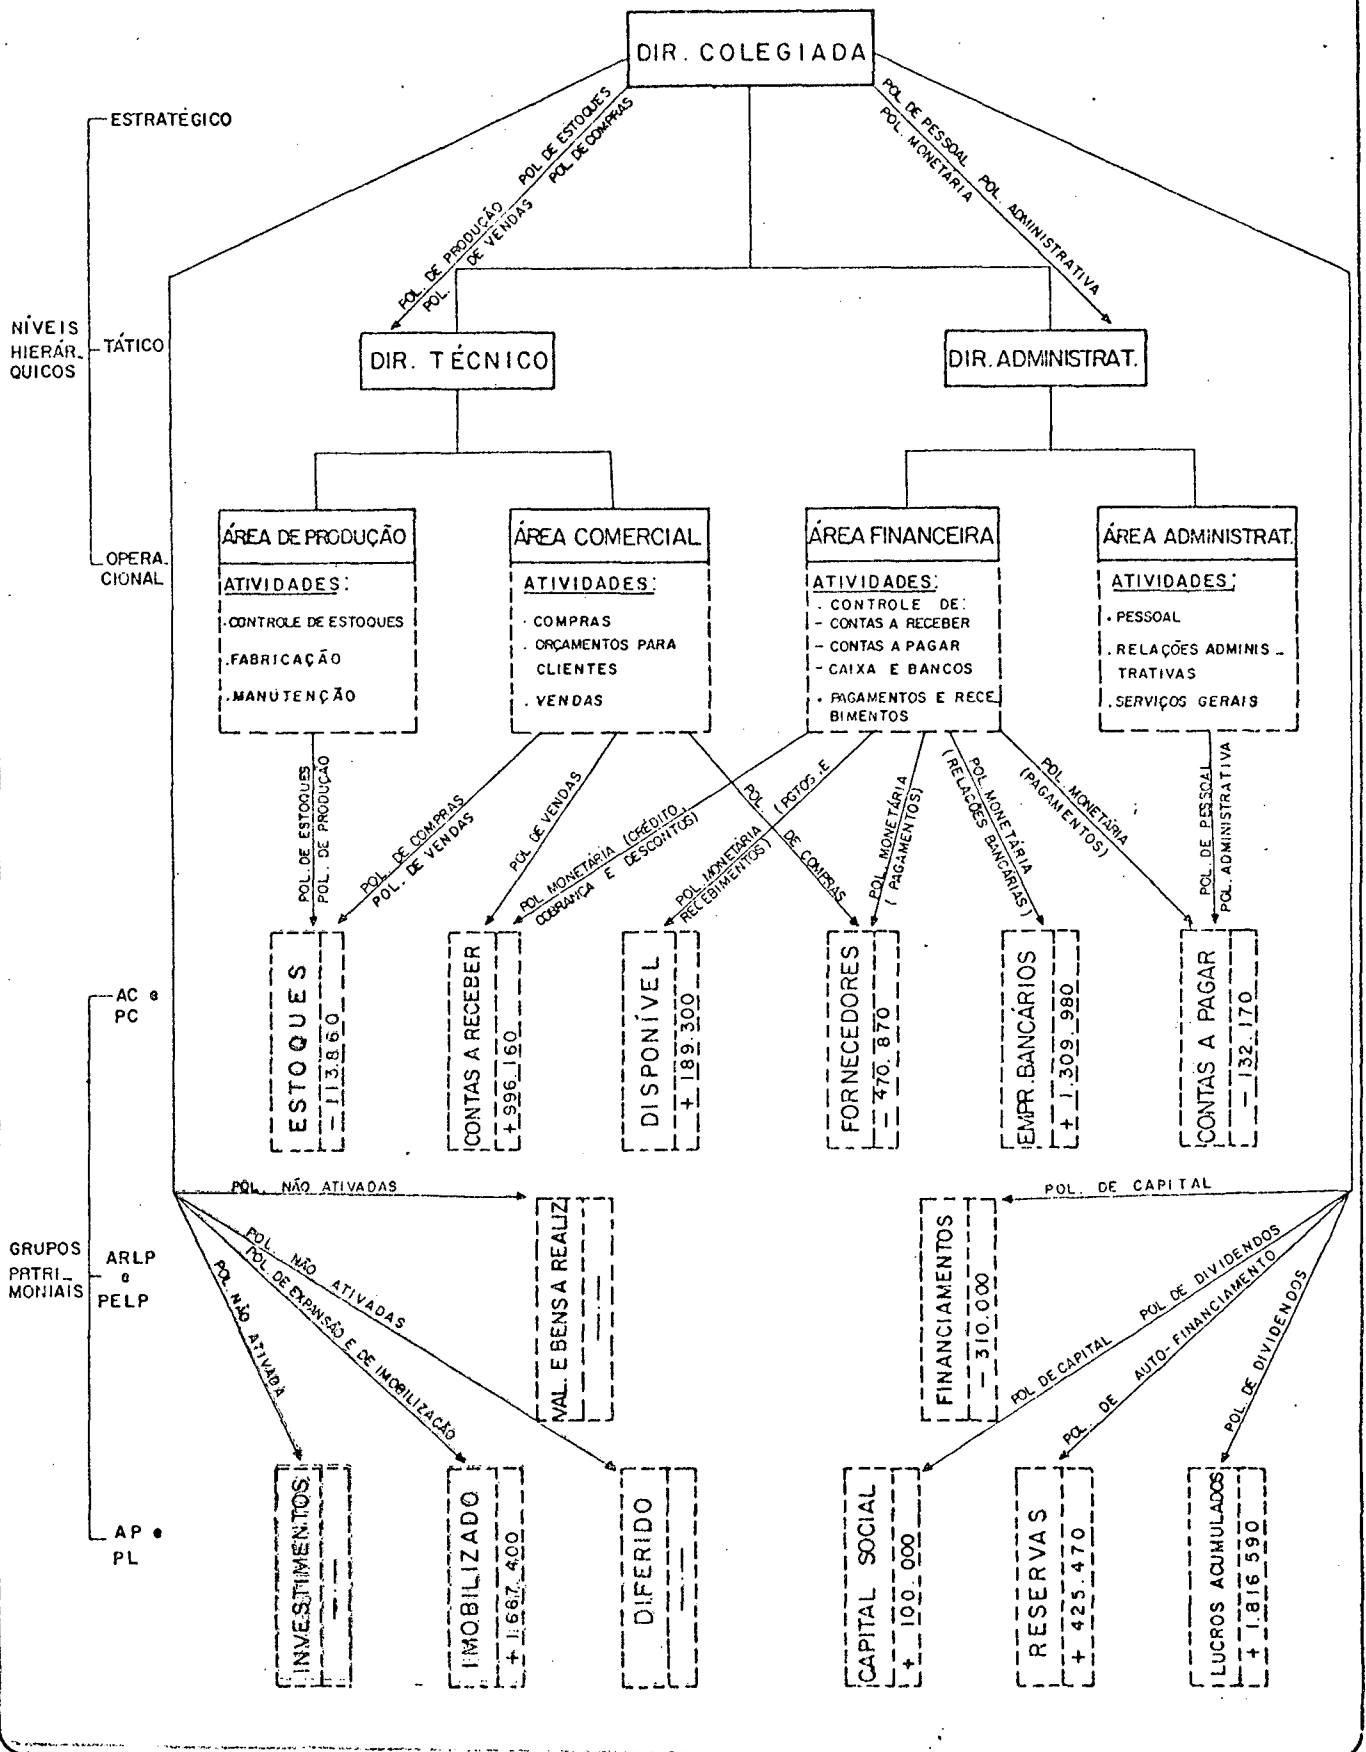 DIR. COLEGIADA
ESTRATÉGICO
POL. DE ESTOQUES
POL. DE COMPRAS
POL. DE PRODUÇÃO
POL. DE VENDAS
POL. DE PESSOAL
POL. MONETÁRIA
POL. ADMINISTRATIVA
NÍVEIS
HIERÁR-
QUICOS
TÁTICO
DIR. TÉCNICO
DIR. ADMINISTRAT.
OPERA-
CIONAL
ÁREA DE PRODUÇÃO
ATIVIDADES:
. CONTROLE DE ESTOQUES
. FABRICAÇÃO
. MANUTENÇÃO
ÁREA COMERCIAL
ATIVIDADES:
. COMPRAS
. ORÇAMENTOS PARA
CLIENTES
. VENDAS
ÁREA FINANCEIRA
ATIVIDADES:
. CONTROLE DE:
- CONTAS A RECEBER
- CONTAS A PAGAR
- CAIXA E BANCOS
. PAGAMENTOS E RECE-
BIMENTOS
ÁREA ADMINISTRAT.
ATIVIDADES:
. PESSOAL
. RELAÇÕES ADMINIS-
TRATIVAS
. SERVIÇOS GERAIS
POL. DE ESTOQUES
POL. DE PRODUÇÃO
POL. DE COMPRAS
POL. DE VENDAS
POL. DE VENDAS
POL. MONETÁRIA (CRÉDITO,
COBRANÇA E DESCONTOS)
POL. MONETÁRIA (PGTOS. E
RECEBIMENTOS)
POL. DE COMPRAS
POL. MONETÁRIA
(PAGAMENTOS)
POL. MONETÁRIA
(RELAÇÕES BANCÁRIAS)
POL. MONETÁRIA
(PAGAMENTOS)
POL. DE PESSOAL
POL. ADMINISTRATIVA
AC e
PC
ESTOQUES
- 113.860
CONTAS A RECEBER
+ 996.160
DISPONÍVEL
+ 189.300
FORNECEDORES
- 470.870
EMPR. BANCÁRIOS
+ 1.309.980
CONTAS A PAGAR
- 132.170
GRUPOS
PATRI-
MONIAIS
ARLP
e
PELP
POL. NÃO ATIVADAS
VAL. E BENS A REALIZ
POL. DE CAPITAL
FINANCIAMENTOS
- 310.000
POL. NÃO ATIVADAS
POL. DE EXPANSÃO E DE IMOBILIZAÇÃO
POL. NÃO ATIVADA
POL. DE CAPITAL POL. DE DIVIDENDOS
POL. DE AUTO-FINANCIAMENTO
POL. DE DIVIDENDOS
AP e
PL
INVESTIMENTOS
IMOBILIZADO
+ 1.687.400
DIFERIDO
CAPITAL SOCIAL
+ 100.000
RESERVAS
+ 425.470
LUCROS ACUMULADOS
+ 1.816.590